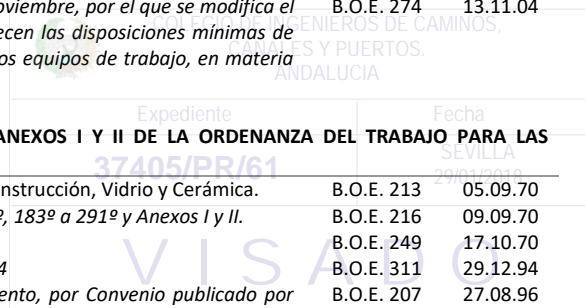 oviembre, por el que se modifica el B.O.E. 274 13.11.04
COLEGIO DE INGENIEROS DE CAMINOS,
ecen las disposiciones mínimas de
CANALES Y PUERTOS.
os equipos de trabajo, en materia
ANDALUCIA
Expediente Fecha
ANEXOS I Y II DE LA ORDENANZA DEL TRABAJO PARA LAS
SEVILLA
37405/PR/61 29/01/2018
nstrucción, Vidrio y Cerámica. B.O.E. 213 05.09.70
º, 183º a 291º y Anexos I y II. B.O.E. 216 09.09.70
B.O.E. 249 17.10.70
VISADO
4 B.O.E. 311 29.12.94
ento, por Convenio publicado por B.O.E. 207 27.08.96